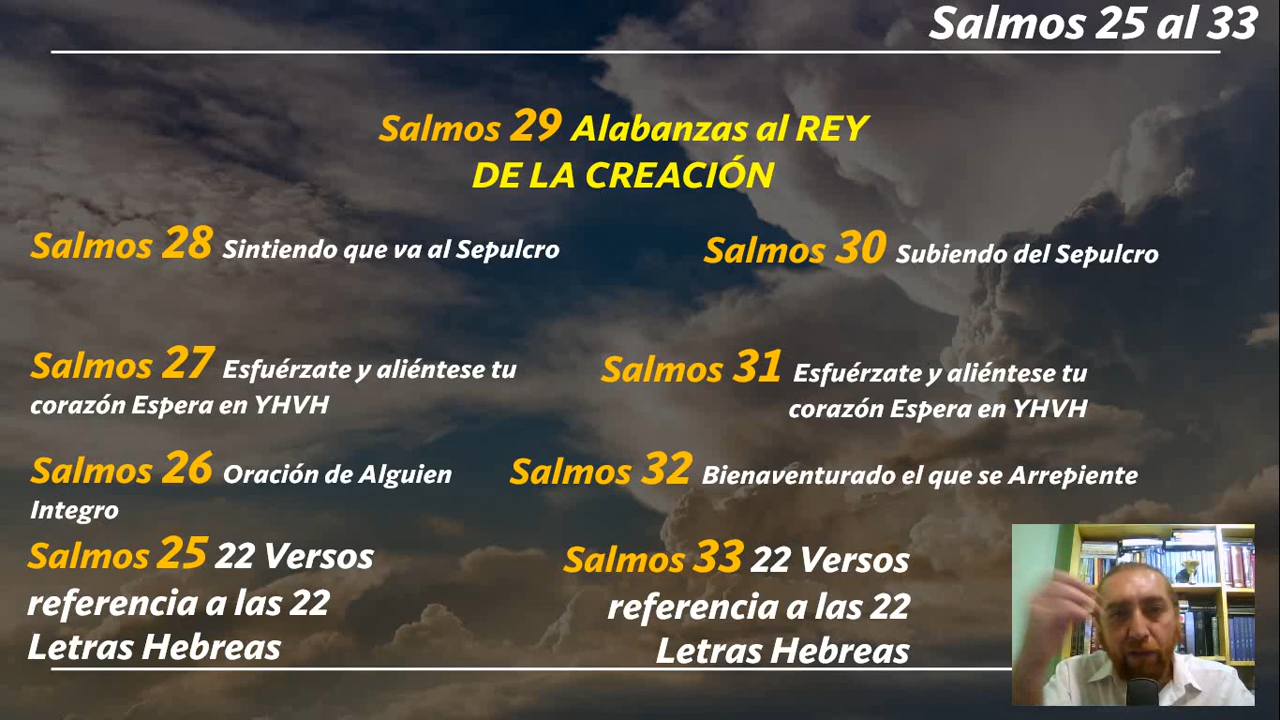 Salmos 25 al 33
Salmos 29 Alabanzas al REY
DE LA CREACIÓN
Salmos 28 Sintiendo que va al Sepulcro
Salmos 30 Subiendo del Sepulcro
Salmos 27 Esfuérzate y aliéntese tu
corazón Espera en YHVH
Salmos 31 Esfuérzate y aliéntese tu
corazón Espera en YHVH
Salmos 26 Oración de Alguien
Integro
Salmos 32 Bienaventurado el que se Arrepiente
Salmos 25 22 Versos
referencia a las 22
Letras Hebreas
Salmos 33 22 Versos
referencia a las 22
Letras Hebreas